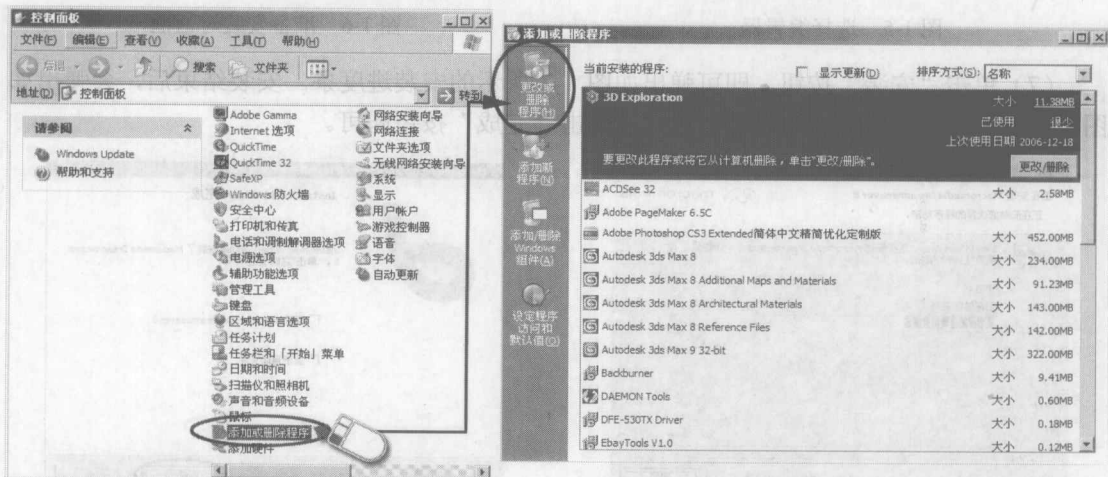 控制面板
文件(F) 编辑(E) 查看(V) 收藏(A) 工具(T) 帮助(H)
后退 搜索 文件夹
地址(D) 控制面板 转到
请参阅
Windows Update
帮助和支持
Adobe Gamma
Internet 选项
QuickTime
QuickTime 32
SafeXP
Windows 防火墙
安全中心
打印机和传真
电话和调制解调器选项
电源选项
辅助功能选项
管理工具
键盘
区域和语言选项
任务计划
任务栏和「开始」菜单
日期和时间
扫描仪和照相机
声音和音频设备
鼠标
添加或删除程序
添加硬件
网络安装向导
网络连接
文件夹选项
无线网络安装向导
系统
显示
用户帐户
游戏控制器
语音
字体
自动更新
添加或删除程序
更改或
删除
程序(H)
添加新
程序(N)
添加/删除
Windows
组件(A)
设定程序
访问和
默认值(O)
当前安装的程序: 显示更新(D) 排序方式(S): 名称
3D Exploration 大小 11.38MB
已使用 很少
上次使用日期 2006-12-18
要更改此程序或将它从计算机删除,单击"更改/删除"。 更改/删除
ACDSee 32 大小 2.58MB
Adobe PageMaker 6.5C
Adobe Photoshop CS3 Extended简体中文精简优化定制版 大小 452.00MB
Autodesk 3ds Max 8 大小 234.00MB
Autodesk 3ds Max 8 Additional Maps and Materials 大小 91.23MB
Autodesk 3ds Max 8 Architectural Materials 大小 143.00MB
Autodesk 3ds Max 8 Reference Files 大小 142.00MB
Autodesk 3ds Max 9 32-bit 大小 322.00MB
Backburner 大小 9.41MB
DAEMON Tools 大小 0.60MB
DFE-530TX Driver 大小 0.18MB
EbayTools V1.0 大小 0.12MB